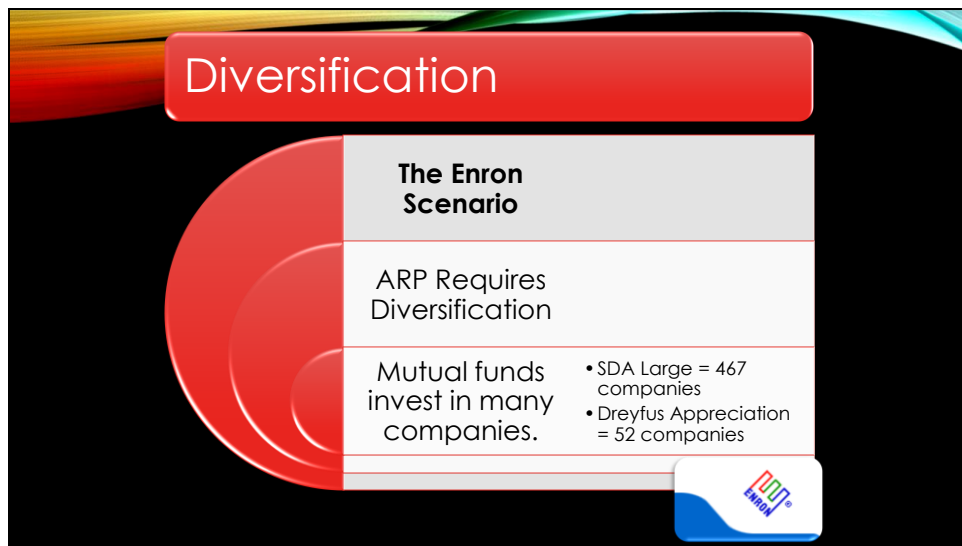 Diversification
The Enron
Scenario
ARP Requires
Diversification
Mutual funds
invest in many
companies.
• SDA Large = 467
companies
• Dreyfus Appreciation
= 52 companies
ENRON
®